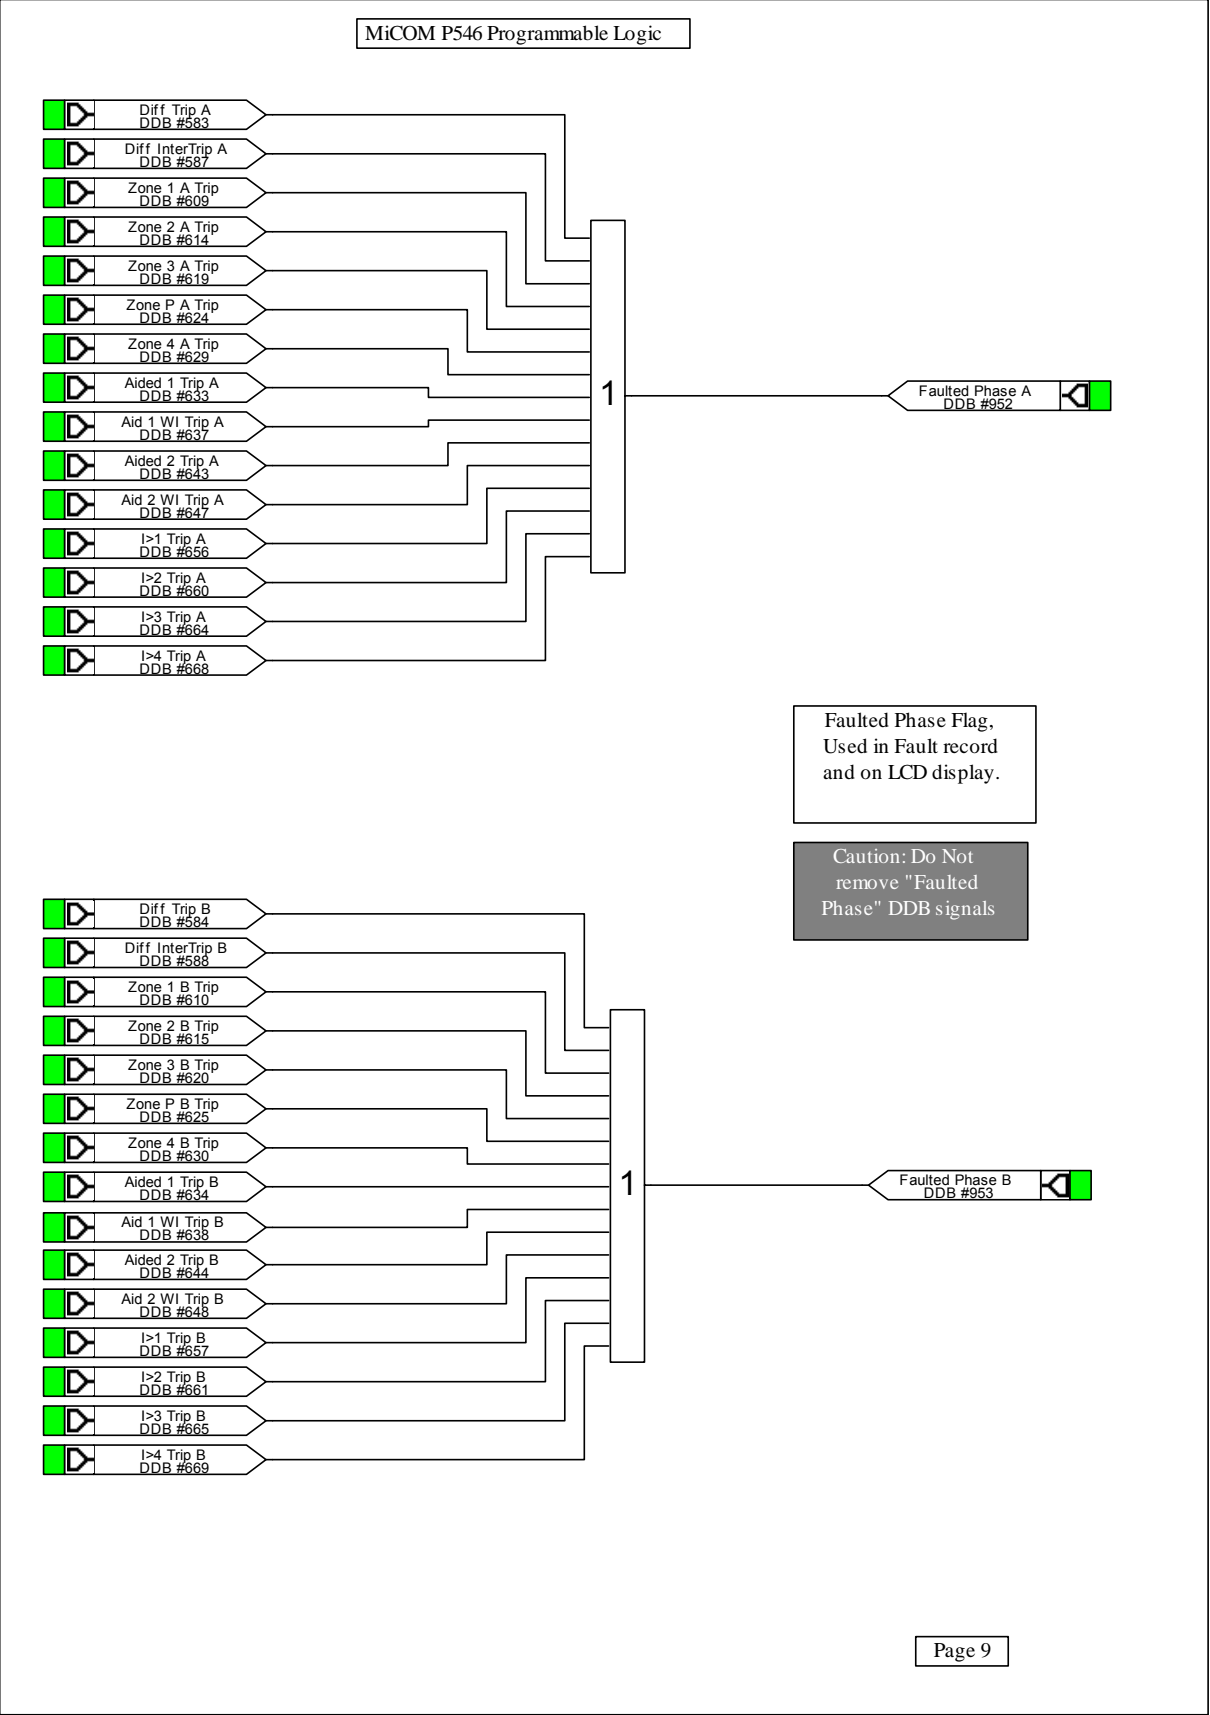 MiCOM P546 Programmable Logic
Diff Trip A
DDB #583
Diff InterTrip A
DDB #587
Zone 1 A Trip
DDB #609
Zone 2 A Trip
DDB #614
Zone 3 A Trip
DDB #619
Zone P A Trip
DDB #624
Zone 4 A Trip
DDB #629
Aided 1 Trip A
DDB #633
Aid 1 WI Trip A
DDB #637
Aided 2 Trip A
DDB #643
Aid 2 WI Trip A
DDB #647
I>1 Trip A
DDB #656
I>2 Trip A
DDB #660
I>3 Trip A
DDB #664
I>4 Trip A
DDB #668
1
Faulted Phase A
DDB #952
Faulted Phase Flag,
Used in Fault record
and on LCD display.
Caution: Do Not
remove "Faulted
Phase" DDB signals
Diff Trip B
DDB #584
Diff InterTrip B
DDB #588
Zone 1 B Trip
DDB #610
Zone 2 B Trip
DDB #615
Zone 3 B Trip
DDB #620
Zone P B Trip
DDB #625
Zone 4 B Trip
DDB #630
Aided 1 Trip B
DDB #634
Aid 1 WI Trip B
DDB #638
Aided 2 Trip B
DDB #644
Aid 2 WI Trip B
DDB #648
I>1 Trip B
DDB #657
I>2 Trip B
DDB #661
I>3 Trip B
DDB #665
I>4 Trip B
DDB #669
1
Faulted Phase B
DDB #953
Page 9